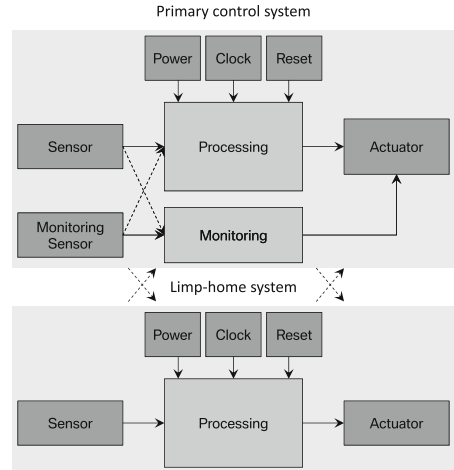 Primary control system
Power Clock Reset
Sensor Processing Actuator
Monitoring
Sensor
Monitoring
Limp-home system
Power Clock Reset
Sensor Processing Actuator